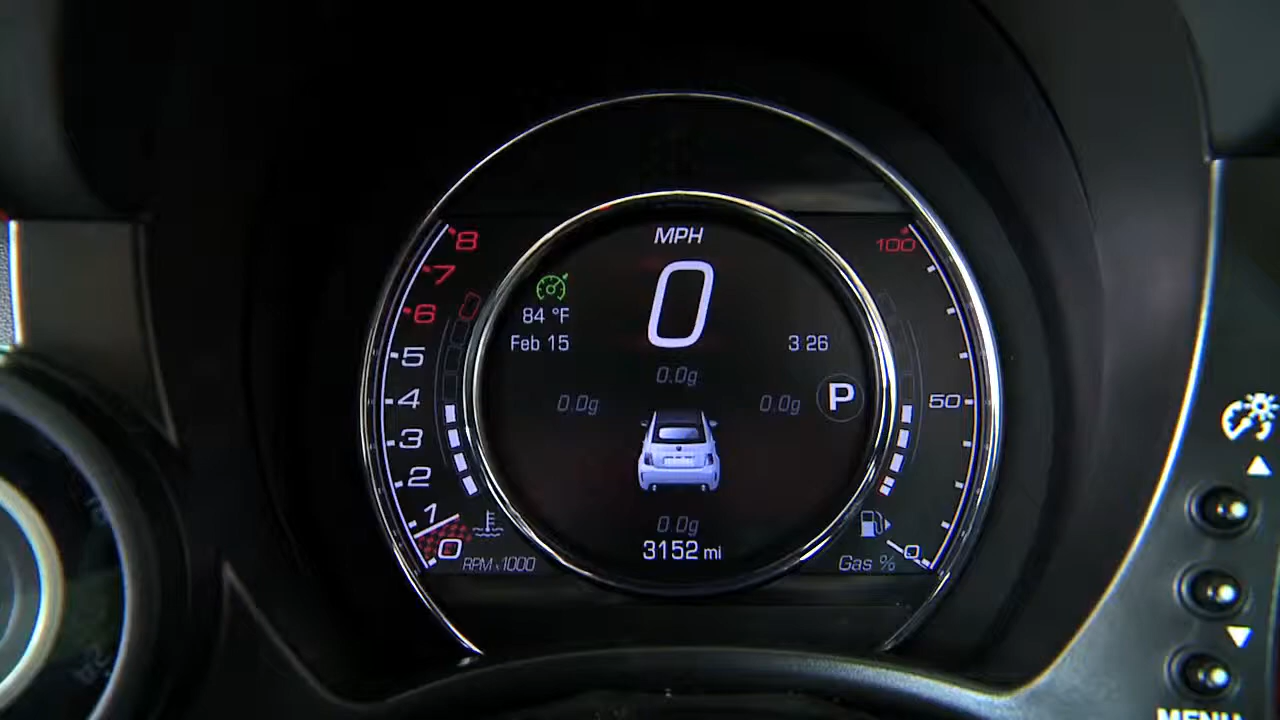 MPH
0
84 °F
Feb 15
3 26
0.0g
0.0g
0.0g
P
0.0g
3152 mi
8
7
6
5
4
3
2
1
0
RPM x1000
100
50
0
Gas %
MENU